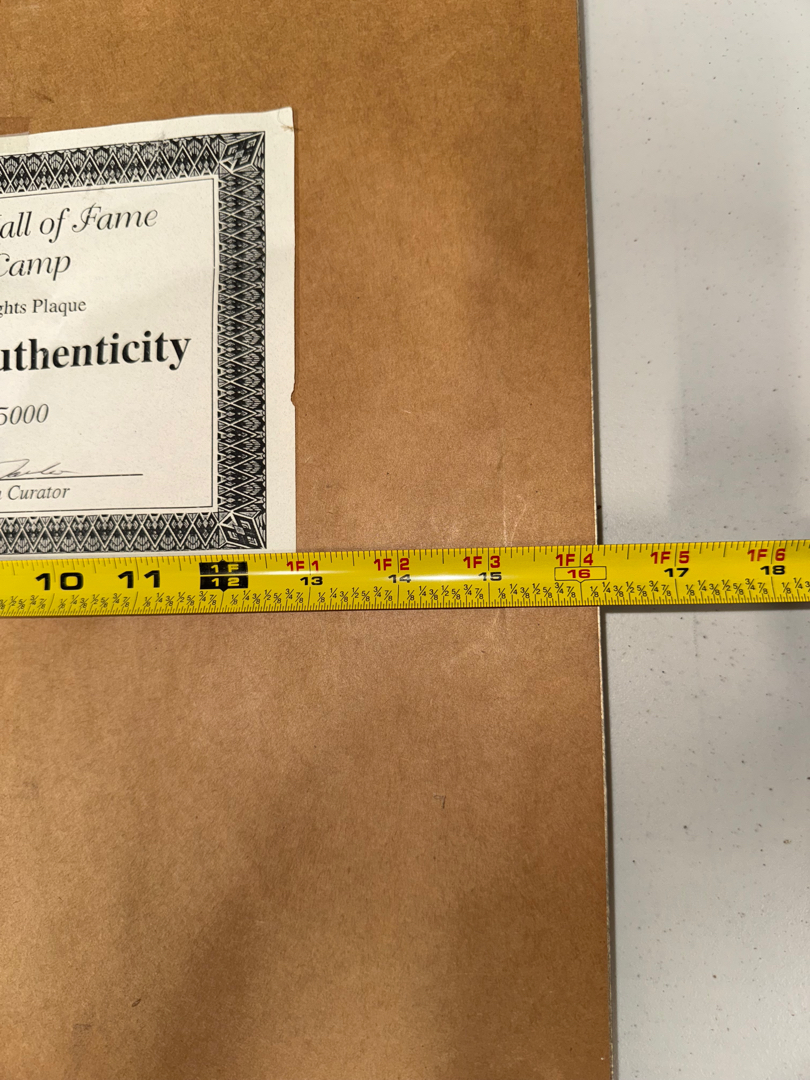 all of Fame
Camp
ghts Plaque
uthenticity
5000
Curator
1F 1F 1 1F 2 1F 3 1F 4 1F 5 1F 6
10 11 12 13 14 15 16 17 18